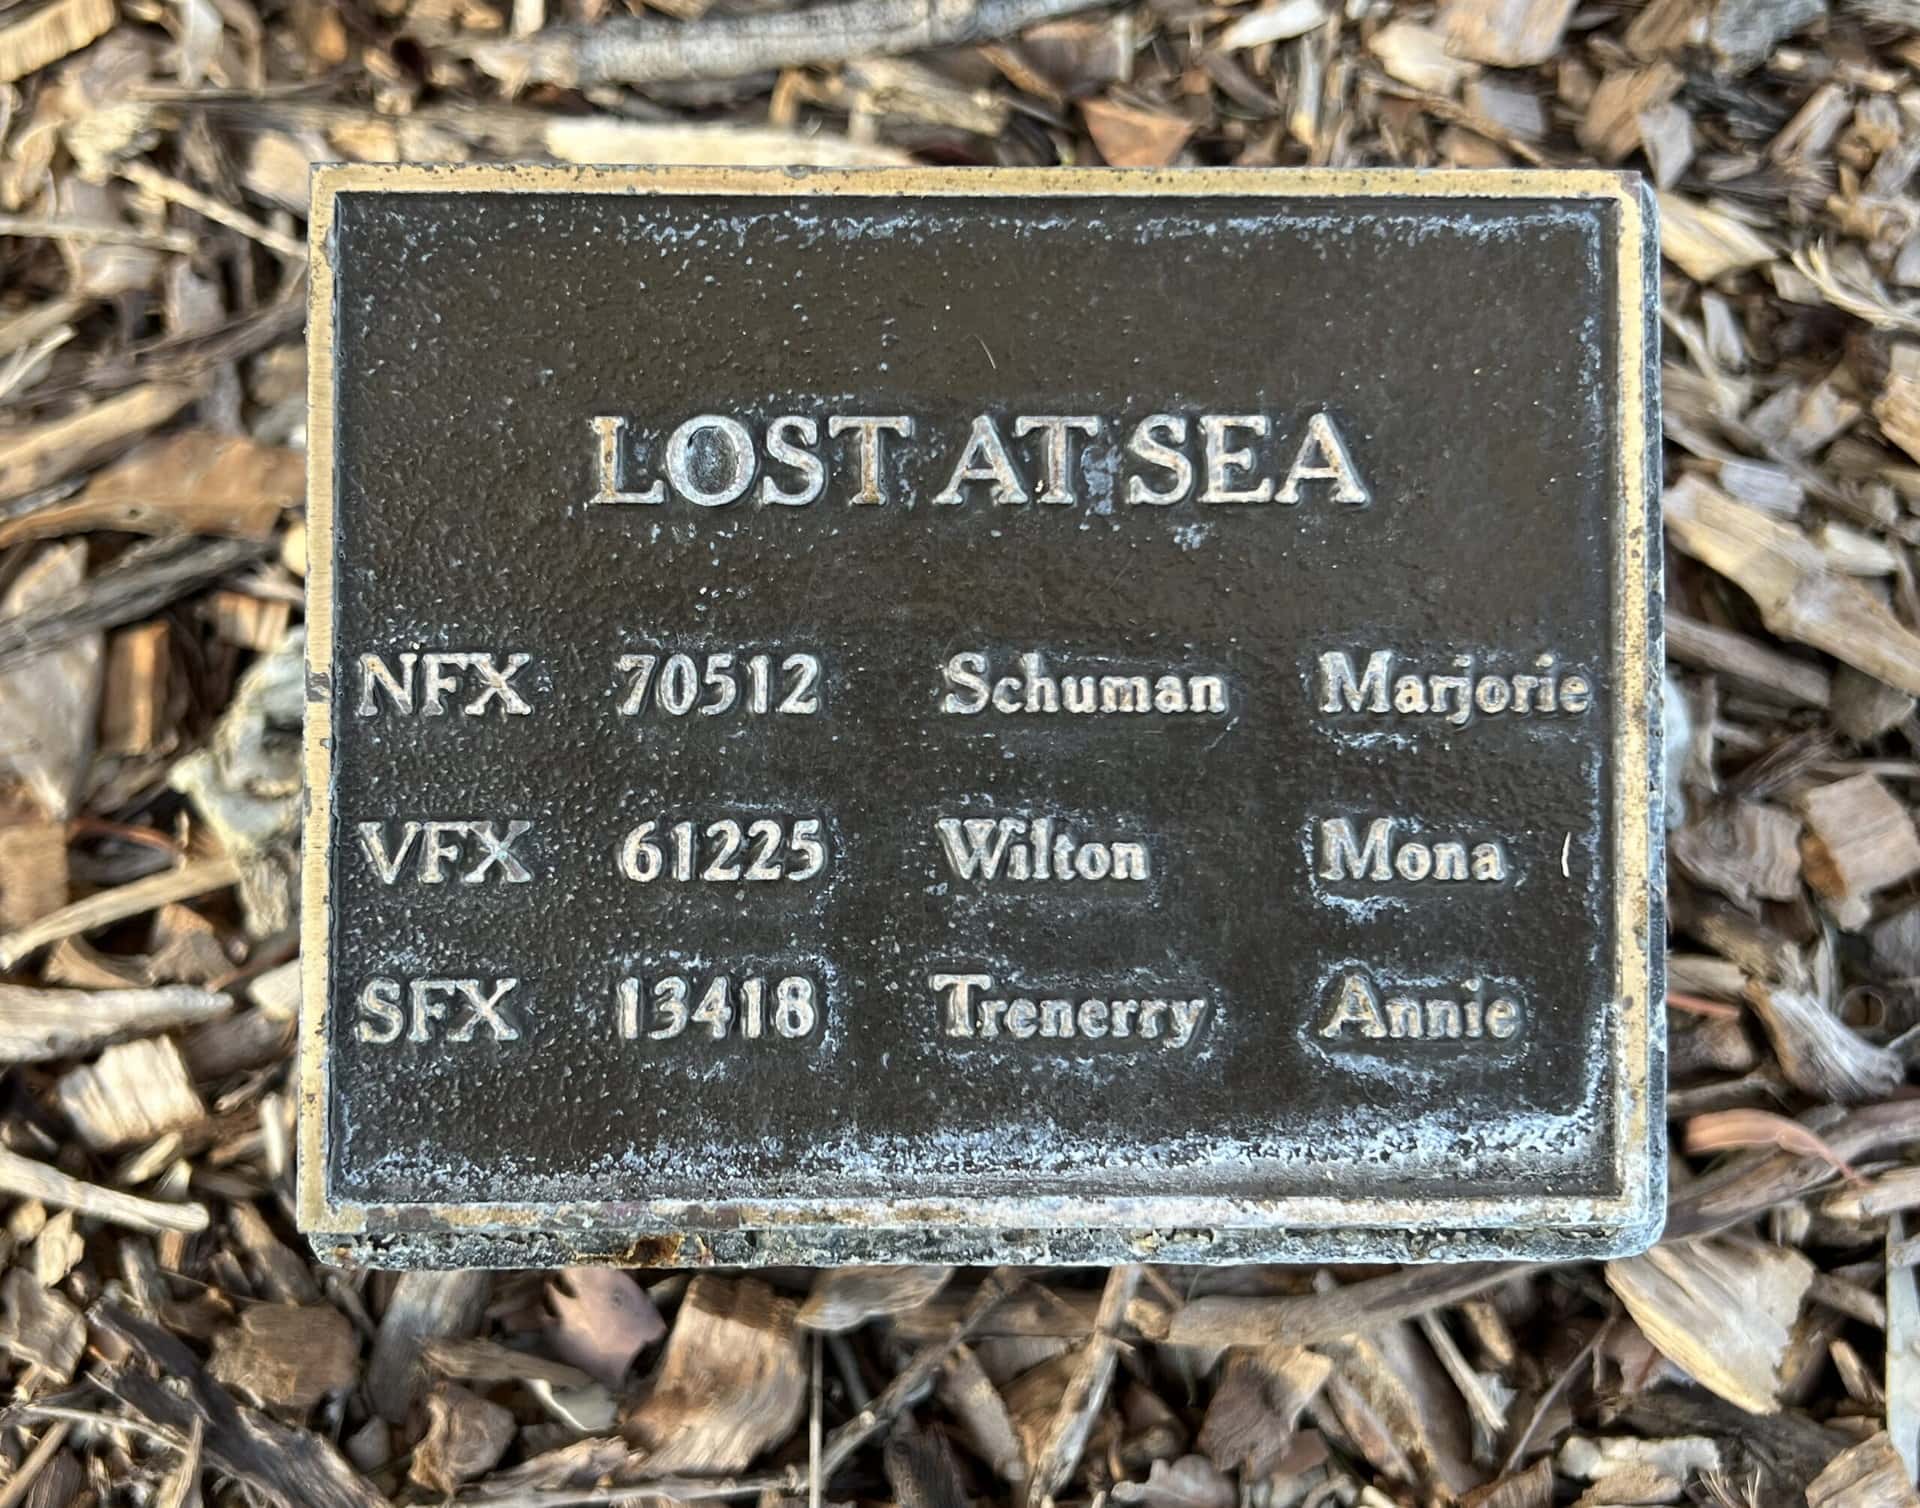 LOST AT SEA
NFX 70512 Schuman Marjorie
VFX 61225 Wilton Mona
SFX 13418 Trenerry Annie